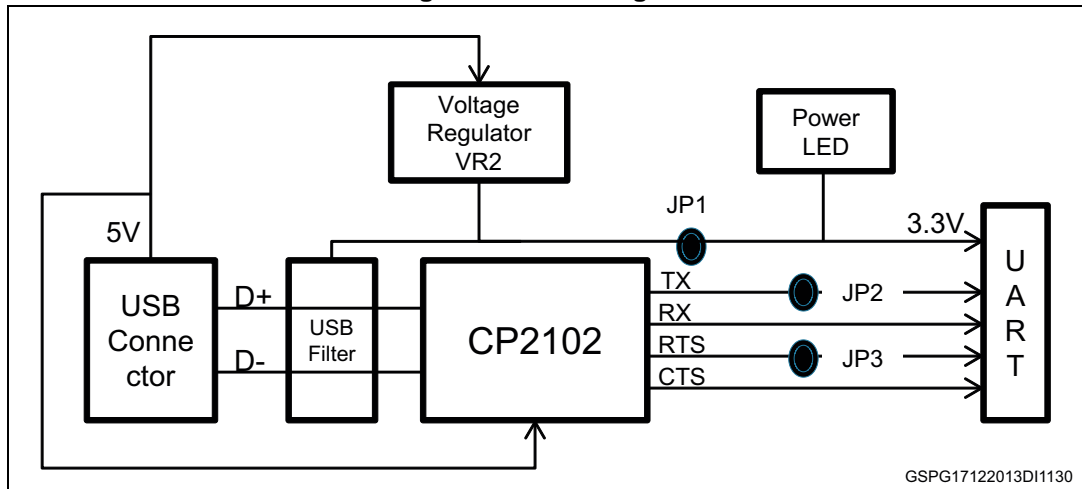 Voltage
Regulator
VR2
Power
LED
JP1
5V
3.3V
USB
Conne
ctor
D+
D-
USB
Filter
CP2102
TX
RX
RTS
CTS
JP2
JP3
U
A
R
T
GSPG17122013DI1130